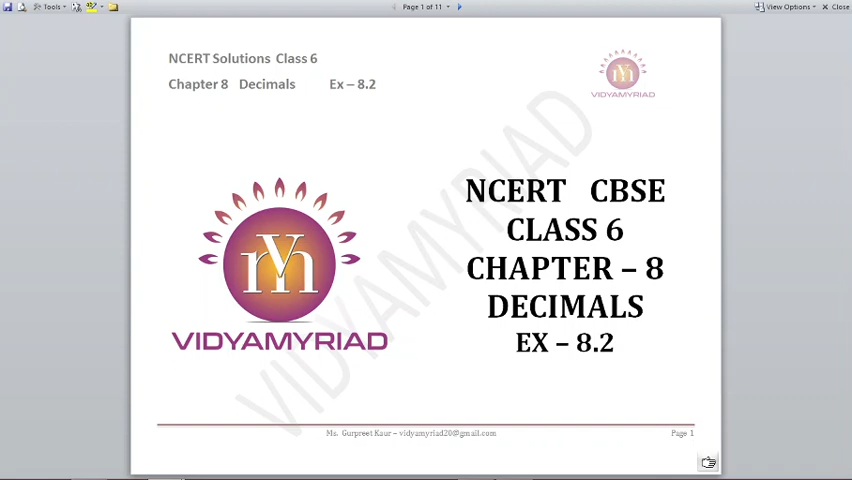 Tools
Page 1 of 11
View Options
Close
NCERT Solutions Class 6
Chapter 8 Decimals Ex – 8.2
VIDYAMYRIAD
NCERT CBSE
CLASS 6
CHAPTER – 8
DECIMALS
EX – 8.2
VIDYAMYRIAD
VIDYAMYRIAD
Ms. Gurpreet Kaur – vidyamyriad20@gmail.com
Page 1